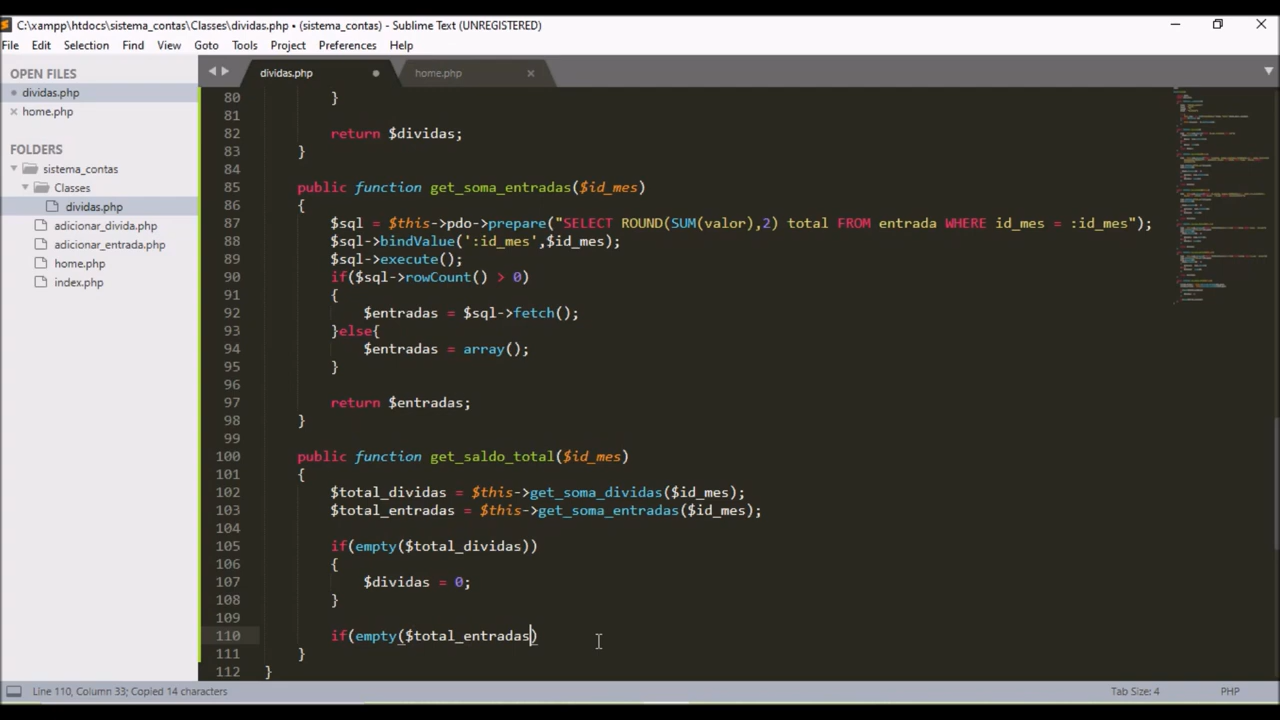 C:\xampp\htdocs\sistema_contas\Classes\dividas.php • (sistema_contas) - Sublime Text (UNREGISTERED)
File Edit Selection Find View Goto Tools Project Preferences Help
OPEN FILES
dividas.php
home.php
FOLDERS
sistema_contas
Classes
dividas.php
adicionar_divida.php
adicionar_entrada.php
home.php
index.php
dividas.php home.php
80 }
81
82 return $dividas;
83 }
84
85 public function get_soma_entradas($id_mes)
86 {
87 $sql = $this->pdo->prepare("SELECT ROUND(SUM(valor),2) total FROM entrada WHERE id_mes = :id_mes");
88 $sql->bindValue(':id_mes',$id_mes);
89 $sql->execute();
90 if($sql->rowCount() > 0)
91 {
92 $entradas = $sql->fetch();
93 }else{
94 $entradas = array();
95 }
96
97 return $entradas;
98 }
99
100 public function get_saldo_total($id_mes)
101 {
102 $total_dividas = $this->get_soma_dividas($id_mes);
103 $total_entradas = $this->get_soma_entradas($id_mes);
104
105 if(empty($total_dividas))
106 {
107 $dividas = 0;
108 }
109
110 if(empty($total_entradas)
111 }
112 }
Line 110, Column 33; Copied 14 characters Tab Size: 4 PHP